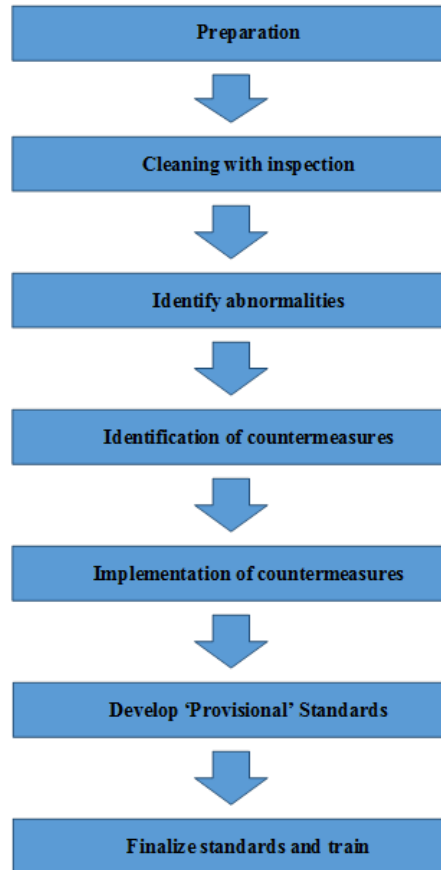 Preparation
Cleaning with inspection
Identify abnormalities
Identification of countermeasures
Implementation of countermeasures
Develop ‘Provisional’ Standards
Finalize standards and train